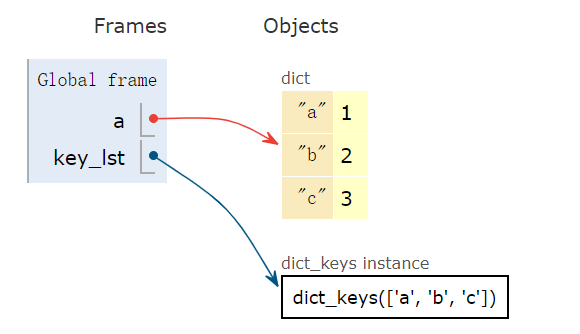 Frames Objects
Global frame
a
key_lst
dict
"a" 1
"b" 2
"c" 3
dict_keys instance
dict_keys(['a', 'b', 'c'])